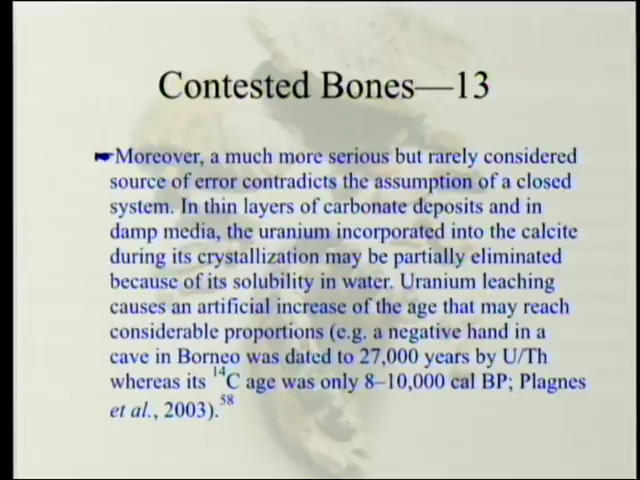 Contested Bones—13
☛Moreover, a much more serious but rarely considered
source of error contradicts the assumption of a closed
system. In thin layers of carbonate deposits and in
damp media, the uranium incorporated into the calcite
during its crystallization may be partially eliminated
because of its solubility in water. Uranium leaching
causes an artificial increase of the age that may reach
considerable proportions (e.g. a negative hand in a
cave in Borneo was dated to 27,000 years by U/Th
whereas its ¹⁴C age was only 8–10,000 cal BP; Plagnes
et al., 2003).⁵⁸